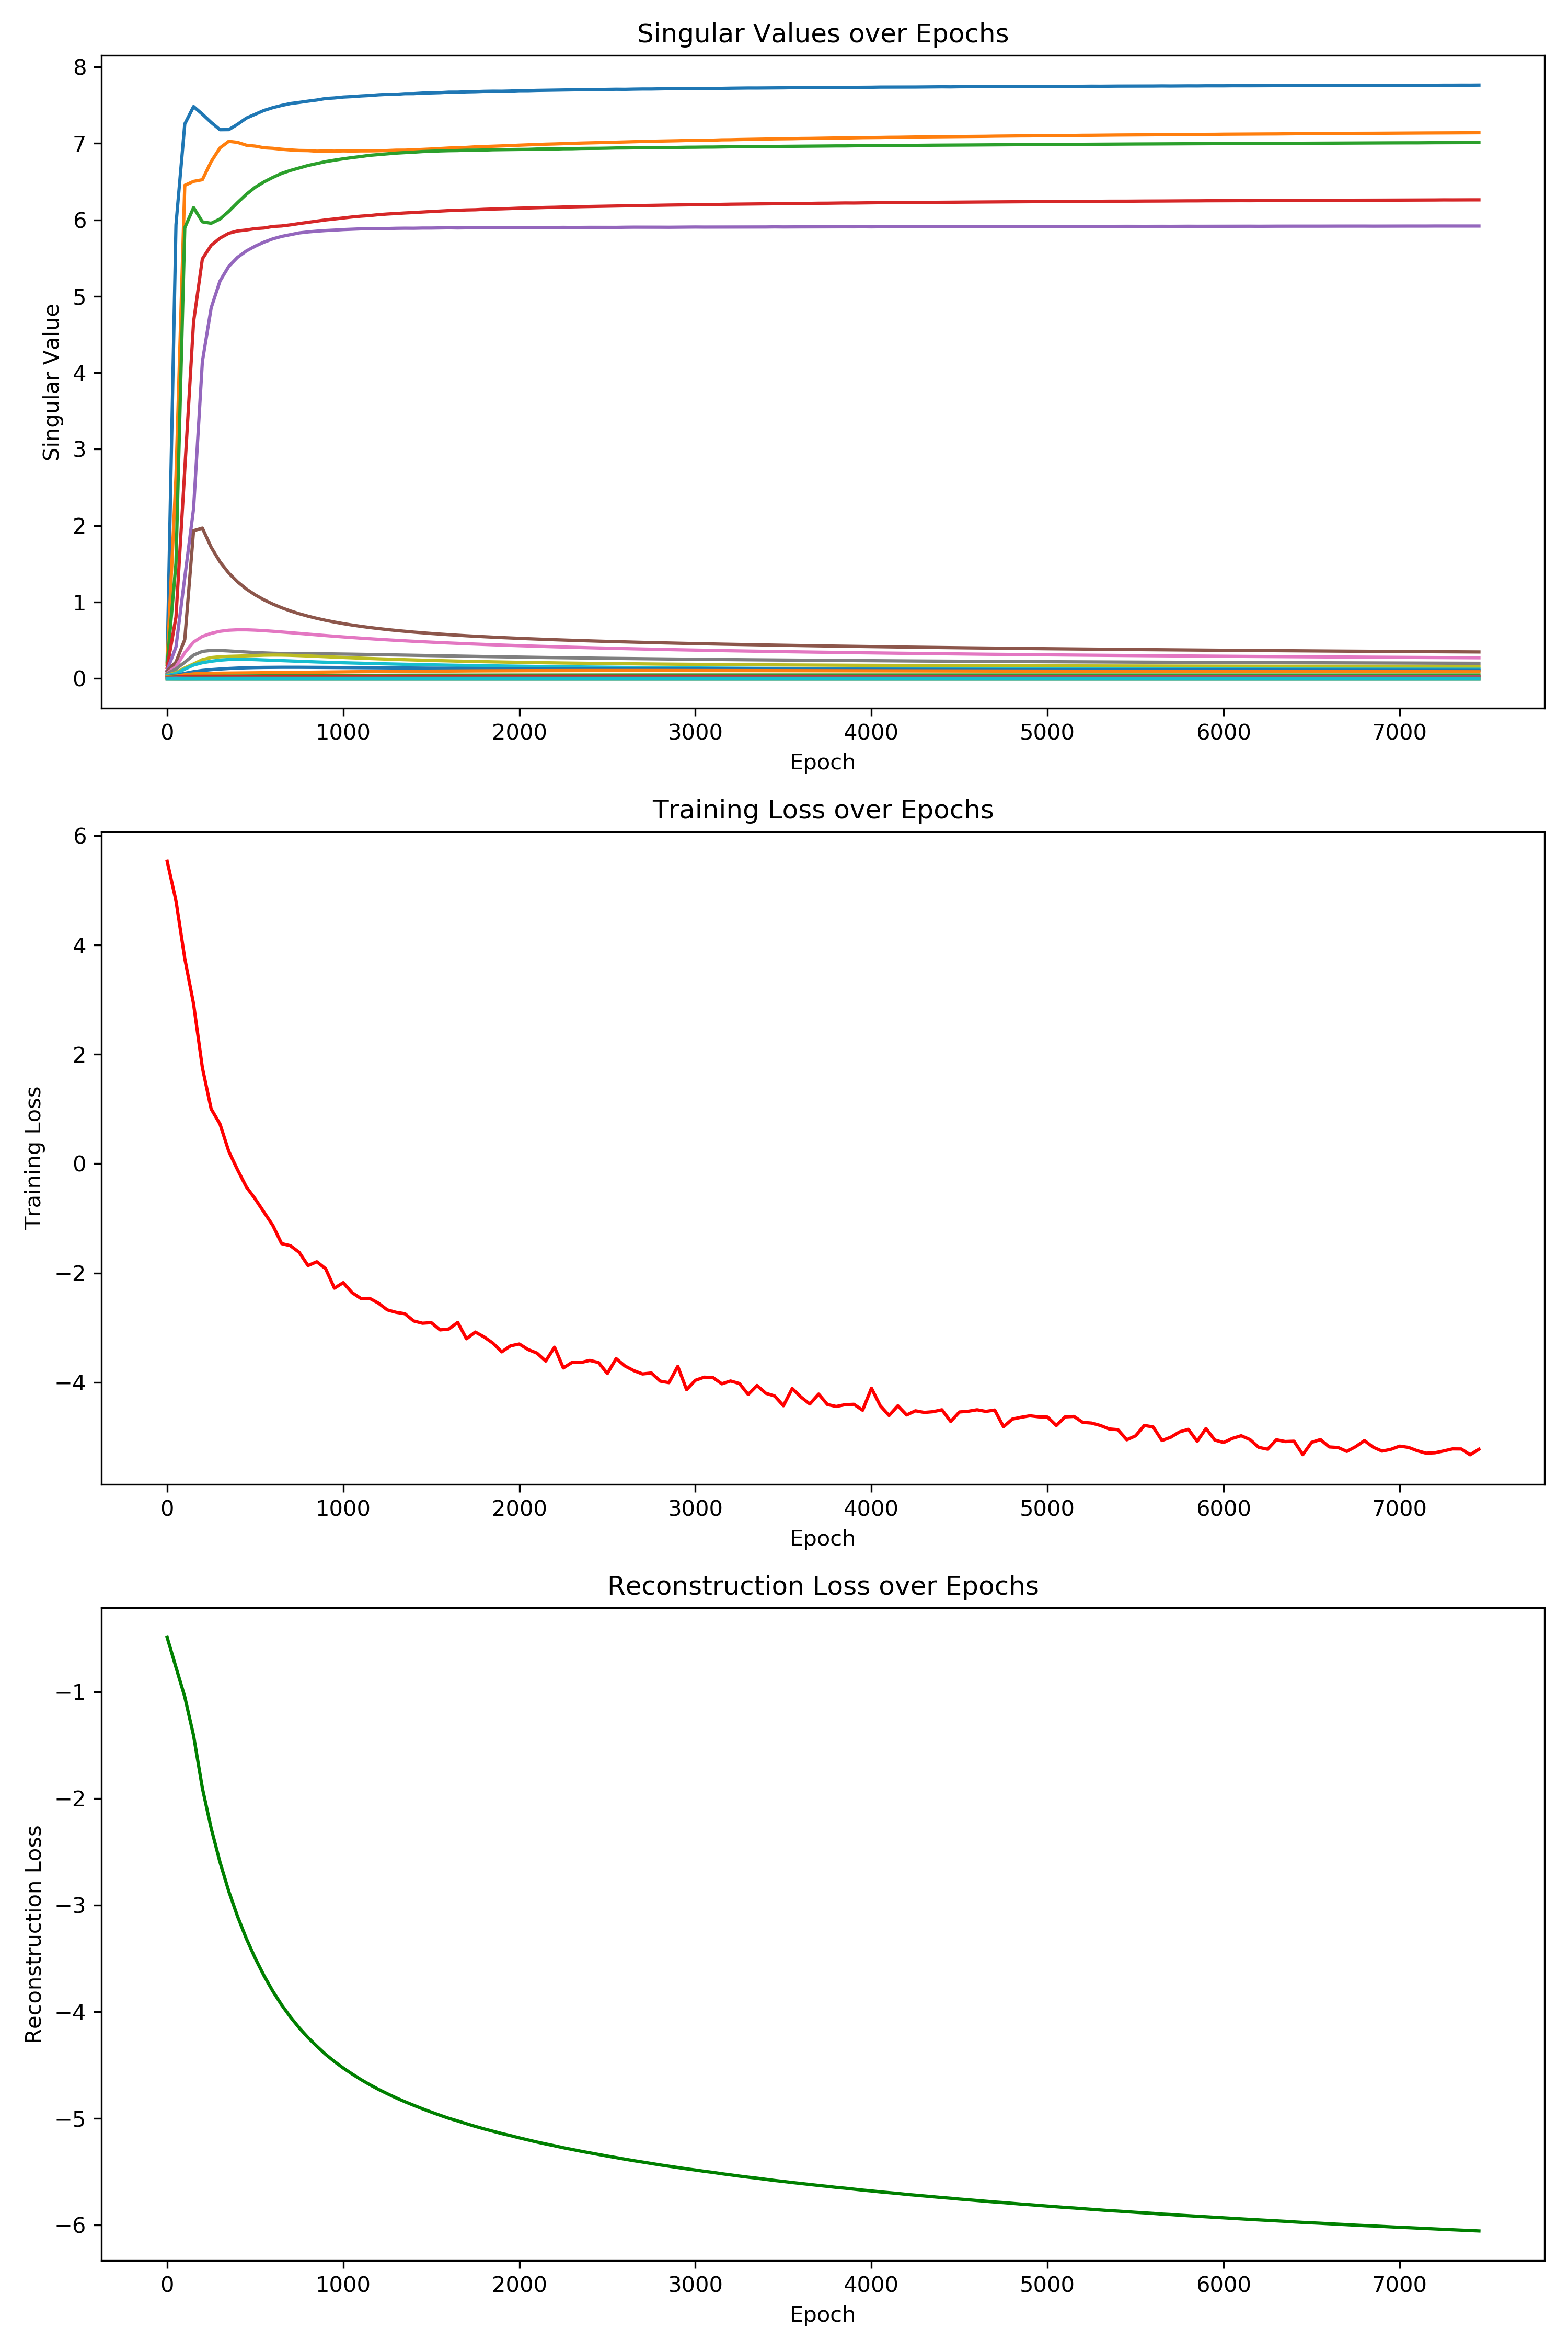 Singular Values over Epochs
Singular Value
8
7
6
5
4
3
2
1
0
0 1000 2000 3000 4000 5000 6000 7000
Epoch
Training Loss over Epochs
Training Loss
6
4
2
0
−2
−4
0 1000 2000 3000 4000 5000 6000 7000
Epoch
Reconstruction Loss over Epochs
Reconstruction Loss
−1
−2
−3
−4
−5
−6
0 1000 2000 3000 4000 5000 6000 7000
Epoch